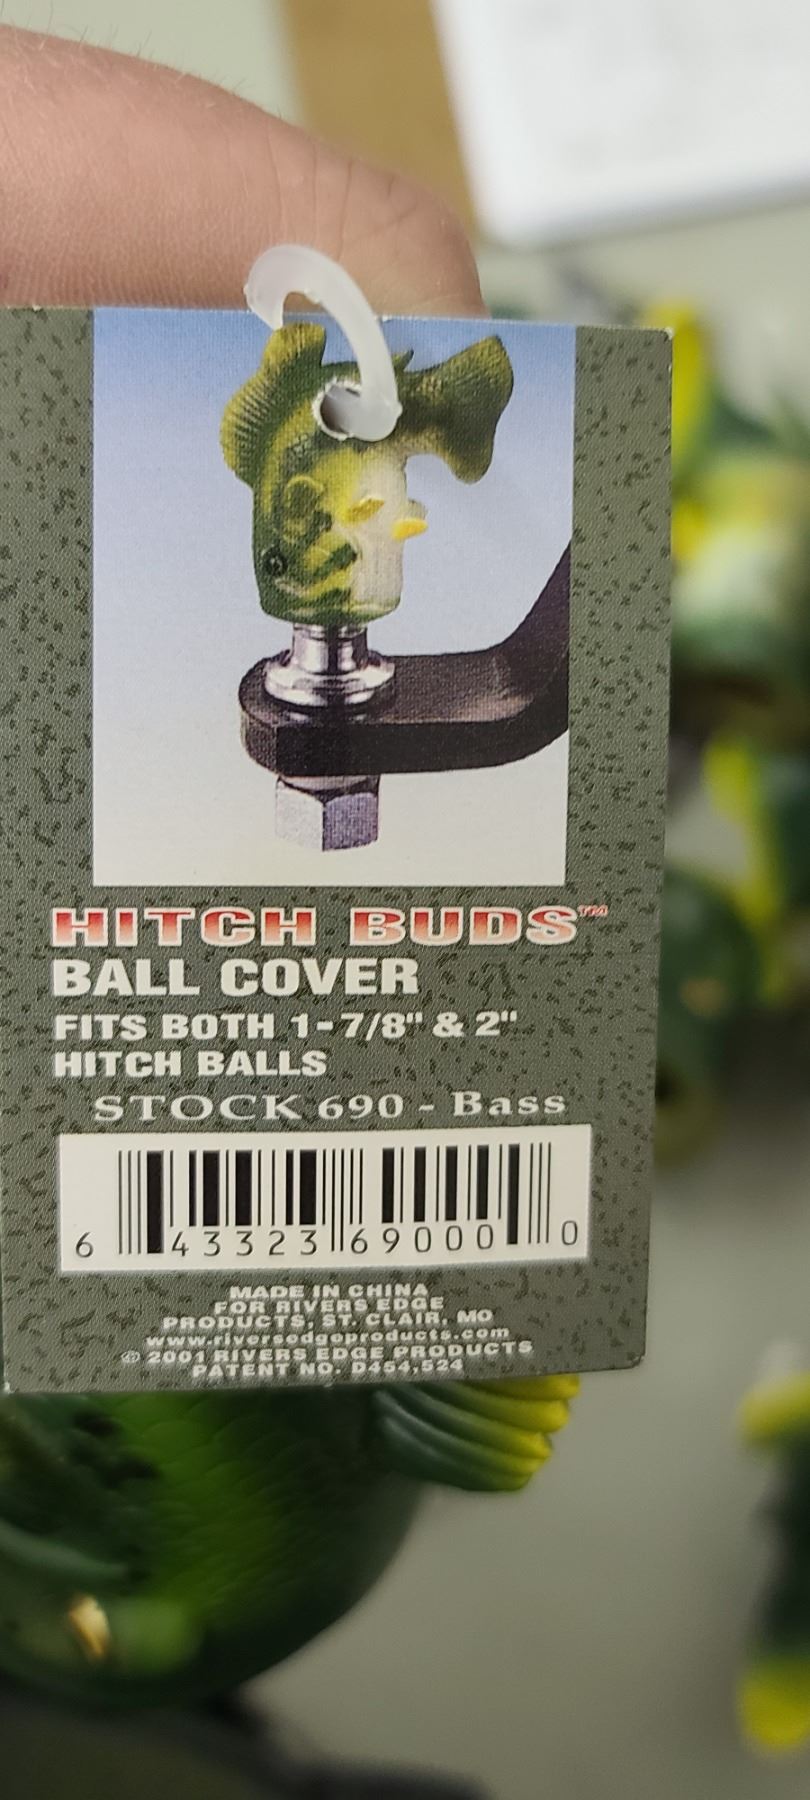 HITCH BUDS™
BALL COVER
FITS BOTH 1-7/8" & 2"
HITCH BALLS
STOCK 690 - Bass
6 43323 69000 0
MADE IN CHINA
FOR RIVERS EDGE
PRODUCTS, ST. CLAIR, MO
www.riversedgeproducts.com
© 2001 RIVERS EDGE PRODUCTS
PATENT NO. D454,524